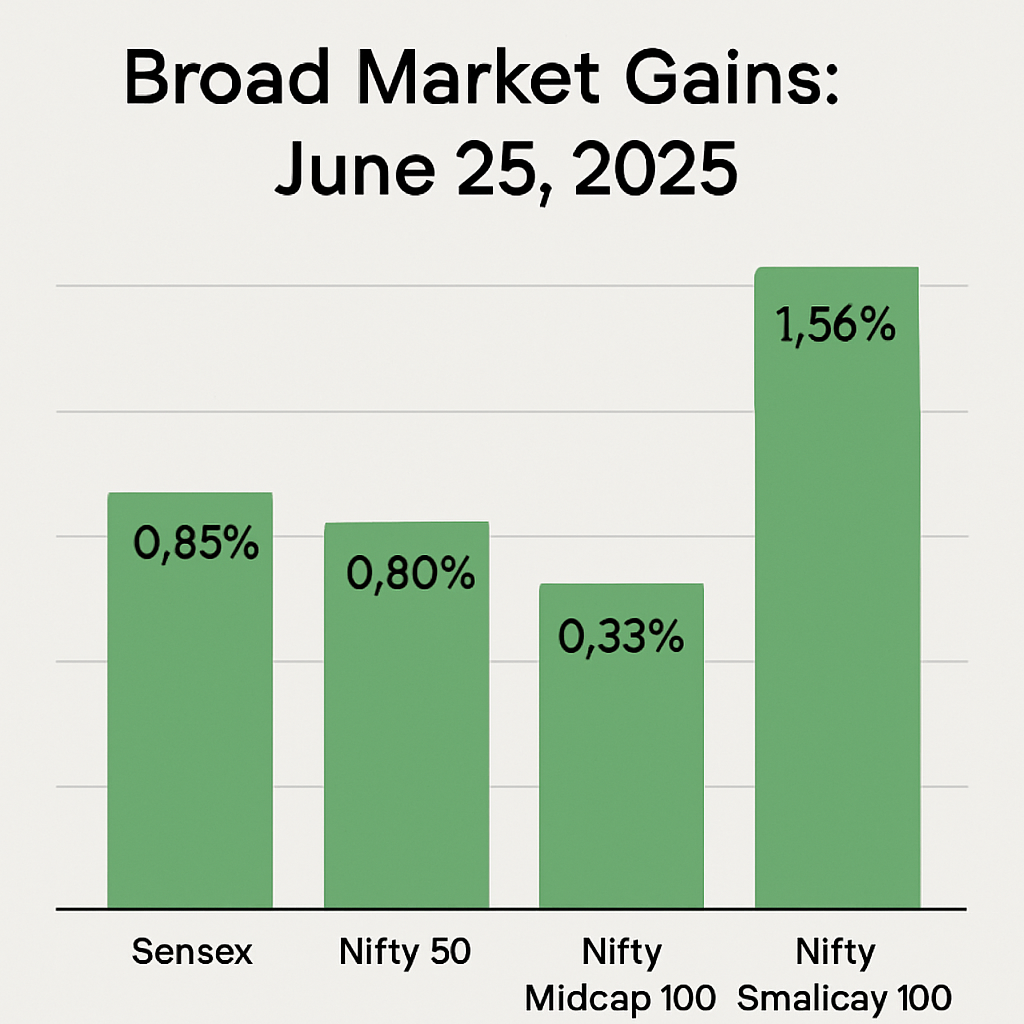 Broad Market Gains:
June 25, 2025
1,56%
0,85%
0,80%
0,33%
Sensex
Nifty 50
Nifty
Midcap 100
Nifty
Smalicay 100